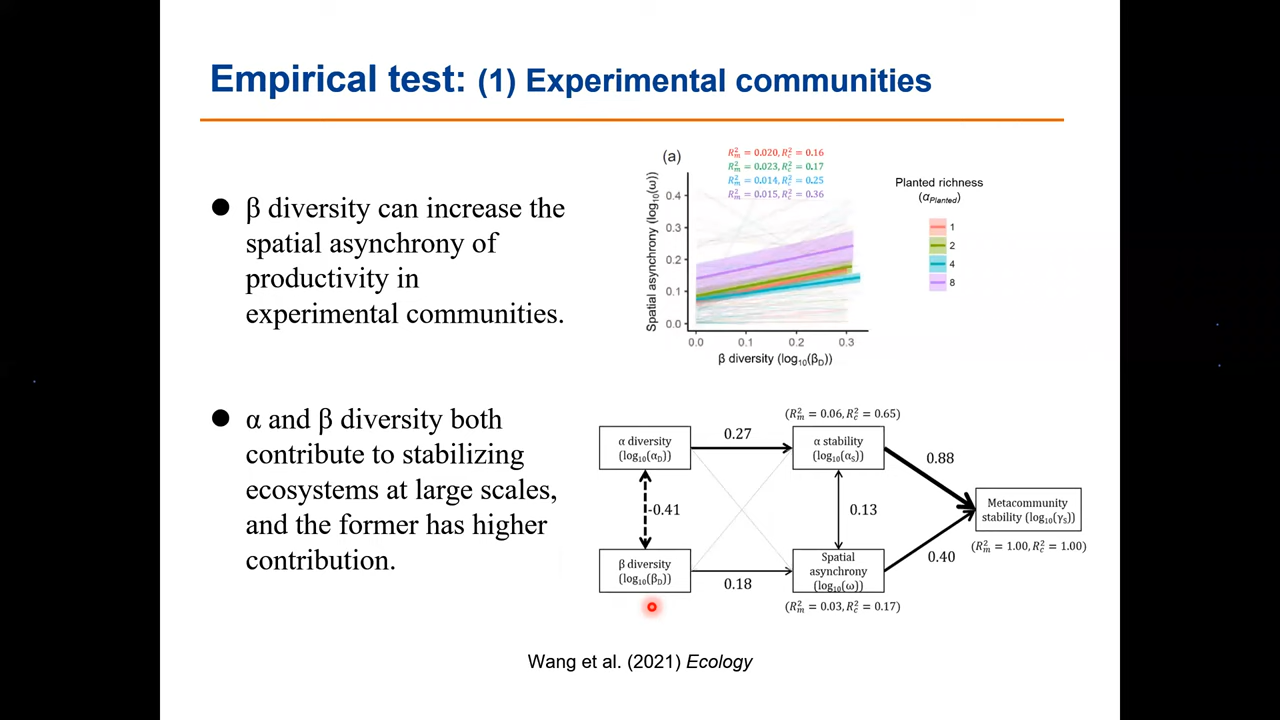 Empirical test: (1) Experimental communities
● β diversity can increase the
spatial asynchrony of
productivity in
experimental communities.
● α and β diversity both
contribute to stabilizing
ecosystems at large scales,
and the former has higher
contribution.
(a)
R²m = 0.020, R²c = 0.16
R²m = 0.023, R²c = 0.17
R²m = 0.014, R²c = 0.25
R²m = 0.015, R²c = 0.36
Spatial asynchrony (log₁₀(ω))
0.4
0.3
0.2
0.1
0.0
0.0 0.1 0.2 0.3
β diversity (log₁₀(βD))
Planted richness
(αPlanted)
1
2
4
8
(R²m = 0.06, R²c = 0.65)
α diversity
(log₁₀(αD))
0.27
α stability
(log₁₀(αS))
0.88
-0.41
0.13
Metacommunity
stability (log₁₀(γS))
(R²m = 1.00, R²c = 1.00)
β diversity
(log₁₀(βD))
0.18
Spatial
asynchrony
(log₁₀(ω))
0.40
(R²m = 0.03, R²c = 0.17)
Wang et al. (2021) Ecology